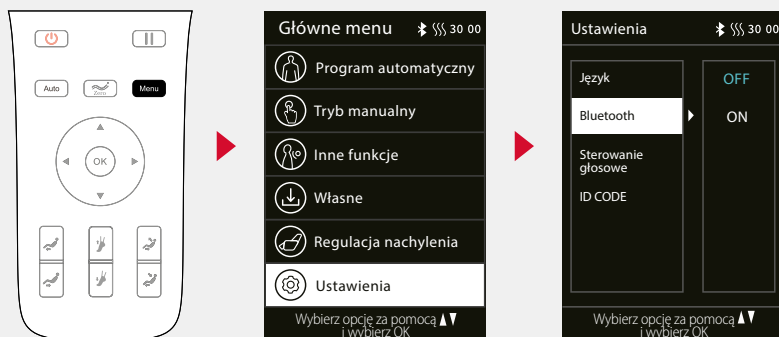 Auto
Zero
Menu
OK
Główne menu 30 00
Program automatyczny
Tryb manualny
Inne funkcje
Własne
Regulacja nachylenia
Ustawienia
Wybierz opcję za pomocą ▲▼
i wybierz OK
Ustawienia 30 00
Język
Bluetooth
Sterowanie
głosowe
ID CODE
OFF
ON
Wybierz opcję za pomocą ▲▼
i wybierz OK